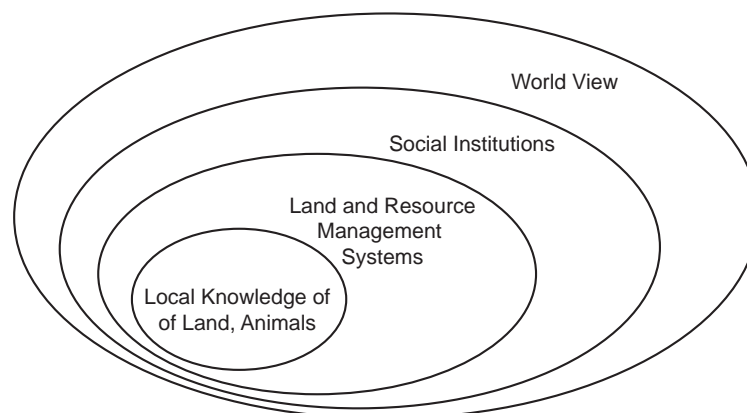 World View
Social Institutions
Land and Resource
Management
Systems
Local Knowledge of
of Land, Animals